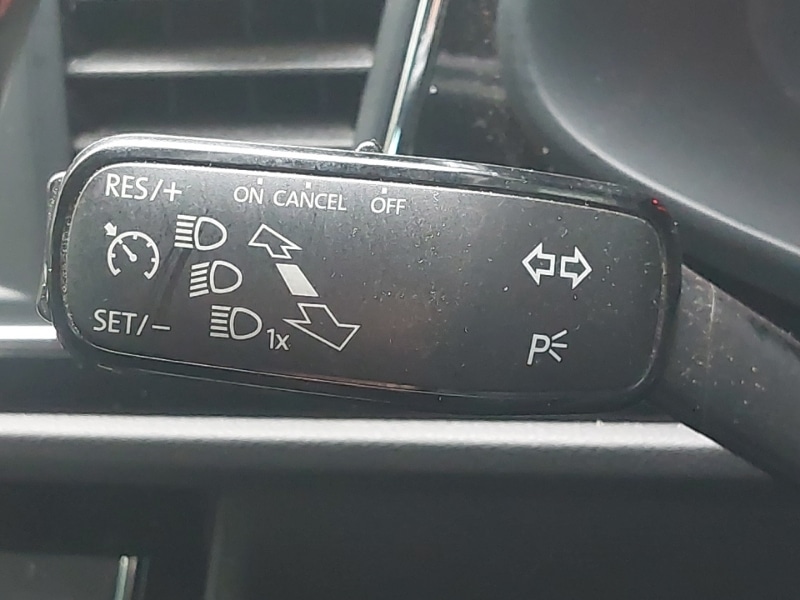 RES/+ ON CANCEL OFF
SET/- 1x
P